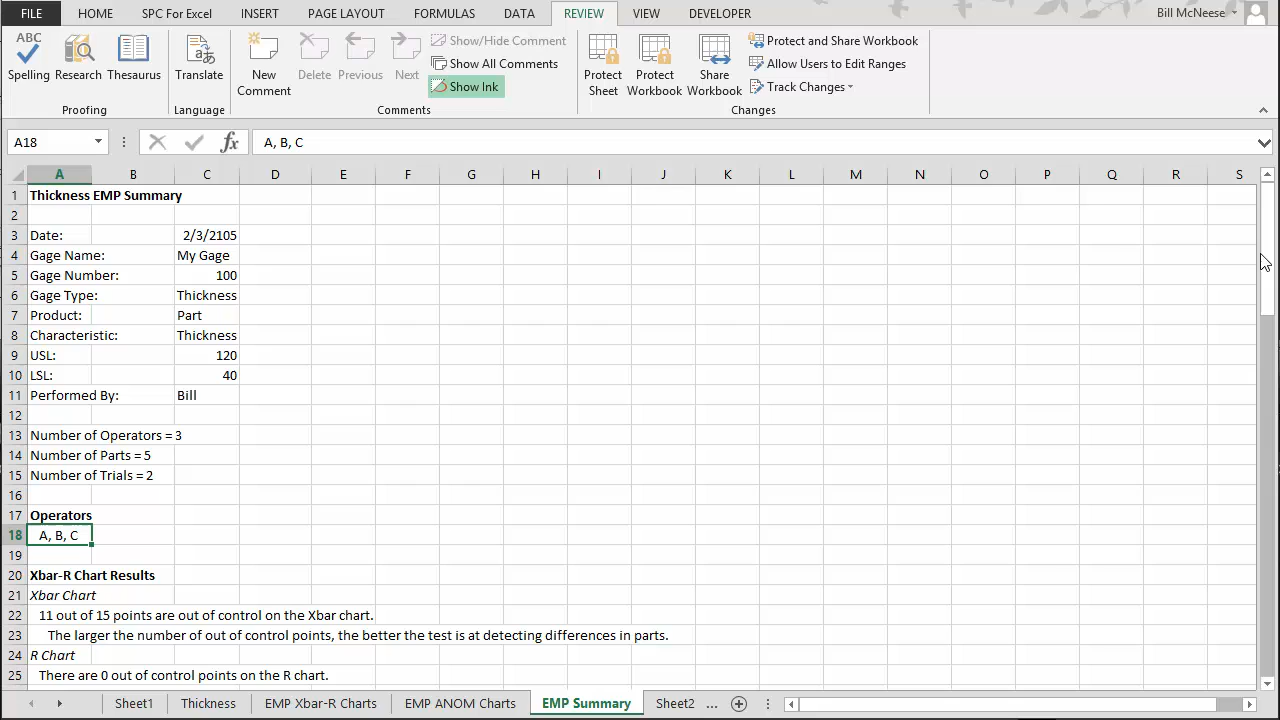 FILE HOME SPC For Excel INSERT PAGE LAYOUT FORMULAS DATA REVIEW VIEW DEVELOPER Bill McNeese
ABC
Spelling Research Thesaurus Translate New Comment Delete Previous Next
Show/Hide Comment
Show All Comments
Show Ink
Protect Sheet Protect Workbook Share Workbook
Protect and Share Workbook
Allow Users to Edit Ranges
Track Changes
Proofing Language Comments Changes
A18 fx A, B, C
A B C D E F G H I J K L M N O P Q R S
1 Thickness EMP Summary
2
3 Date: 2/3/2105
4 Gage Name: My Gage
5 Gage Number: 100
6 Gage Type: Thickness
7 Product: Part
8 Characteristic: Thickness
9 USL: 120
10 LSL: 40
11 Performed By: Bill
12
13 Number of Operators = 3
14 Number of Parts = 5
15 Number of Trials = 2
16
17 Operators
18 A, B, C
19
20 Xbar-R Chart Results
21 Xbar Chart
22 11 out of 15 points are out of control on the Xbar chart.
23 The larger the number of out of control points, the better the test is at detecting differences in parts.
24 R Chart
25 There are 0 out of control points on the R chart.
Sheet1 Thickness EMP Xbar-R Charts EMP ANOM Charts EMP Summary Sheet2 ...